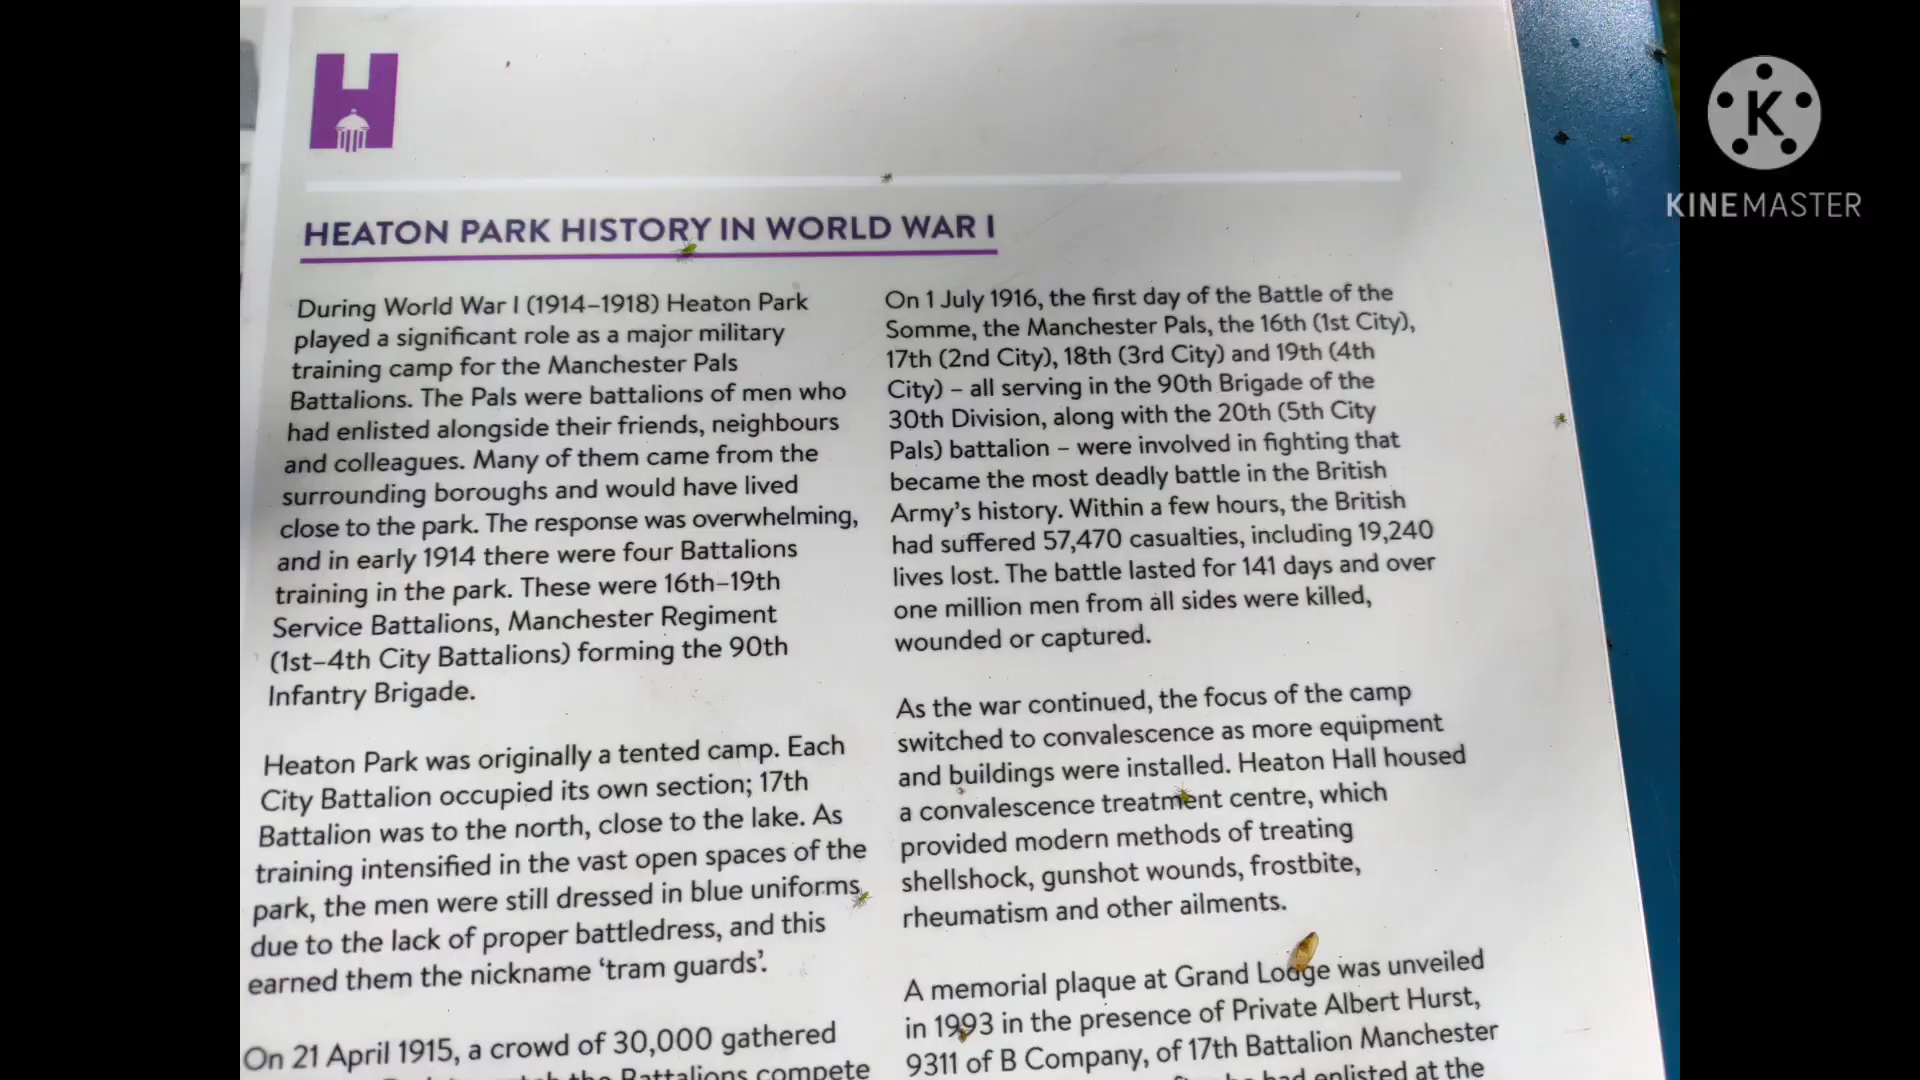 HEATON PARK HISTORY IN WORLD WAR I
During World War I (1914–1918) Heaton Park
played a significant role as a major military
training camp for the Manchester Pals
Battalions. The Pals were battalions of men who
had enlisted alongside their friends, neighbours
and colleagues. Many of them came from the
surrounding boroughs and would have lived
close to the park. The response was overwhelming,
and in early 1914 there were four Battalions
training in the park. These were 16th–19th
Service Battalions, Manchester Regiment
(1st–4th City Battalions) forming the 90th
Infantry Brigade.
Heaton Park was originally a tented camp. Each
City Battalion occupied its own section; 17th
Battalion was to the north, close to the lake. As
training intensified in the vast open spaces of the
park, the men were still dressed in blue uniforms
due to the lack of proper battledress, and this
earned them the nickname ‘tram guards’.
On 21 April 1915, a crowd of 30,000 gathered
the Battalions compete
On 1 July 1916, the first day of the Battle of the
Somme, the Manchester Pals, the 16th (1st City),
17th (2nd City), 18th (3rd City) and 19th (4th
City) – all serving in the 90th Brigade of the
30th Division, along with the 20th (5th City
Pals) battalion – were involved in fighting that
became the most deadly battle in the British
Army’s history. Within a few hours, the British
had suffered 57,470 casualties, including 19,240
lives lost. The battle lasted for 141 days and over
one million men from all sides were killed,
wounded or captured.
As the war continued, the focus of the camp
switched to convalescence as more equipment
and buildings were installed. Heaton Hall housed
a convalescence treatment centre, which
provided modern methods of treating
shellshock, gunshot wounds, frostbite,
rheumatism and other ailments.
A memorial plaque at Grand Lodge was unveiled
in 1993 in the presence of Private Albert Hurst,
9311 of B Company, of 17th Battalion Manchester
he had enlisted at the
K
KINEMASTER